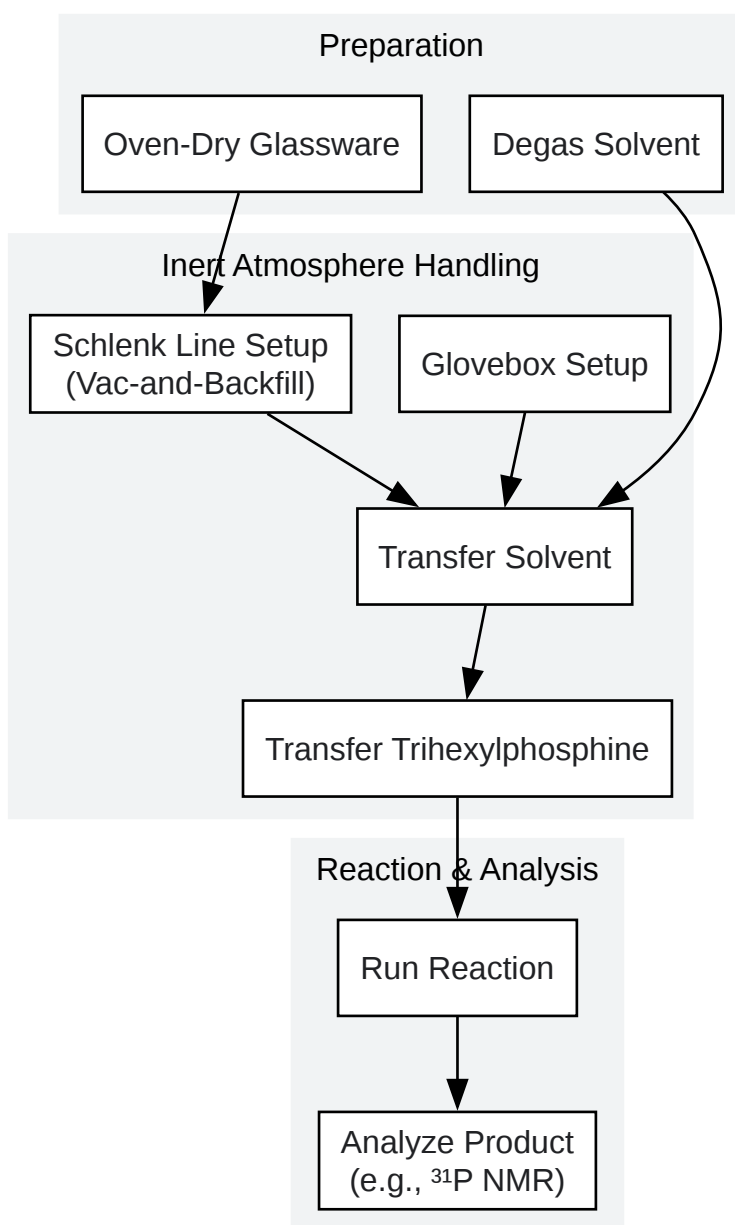 Preparation
Oven-Dry Glassware
Degas Solvent
Inert Atmosphere Handling
Schlenk Line Setup
(Vac-and-Backfill)
Glovebox Setup
Transfer Solvent
Transfer Trihexylphosphine
Reaction & Analysis
Run Reaction
Analyze Product
(e.g., ³¹P NMR)